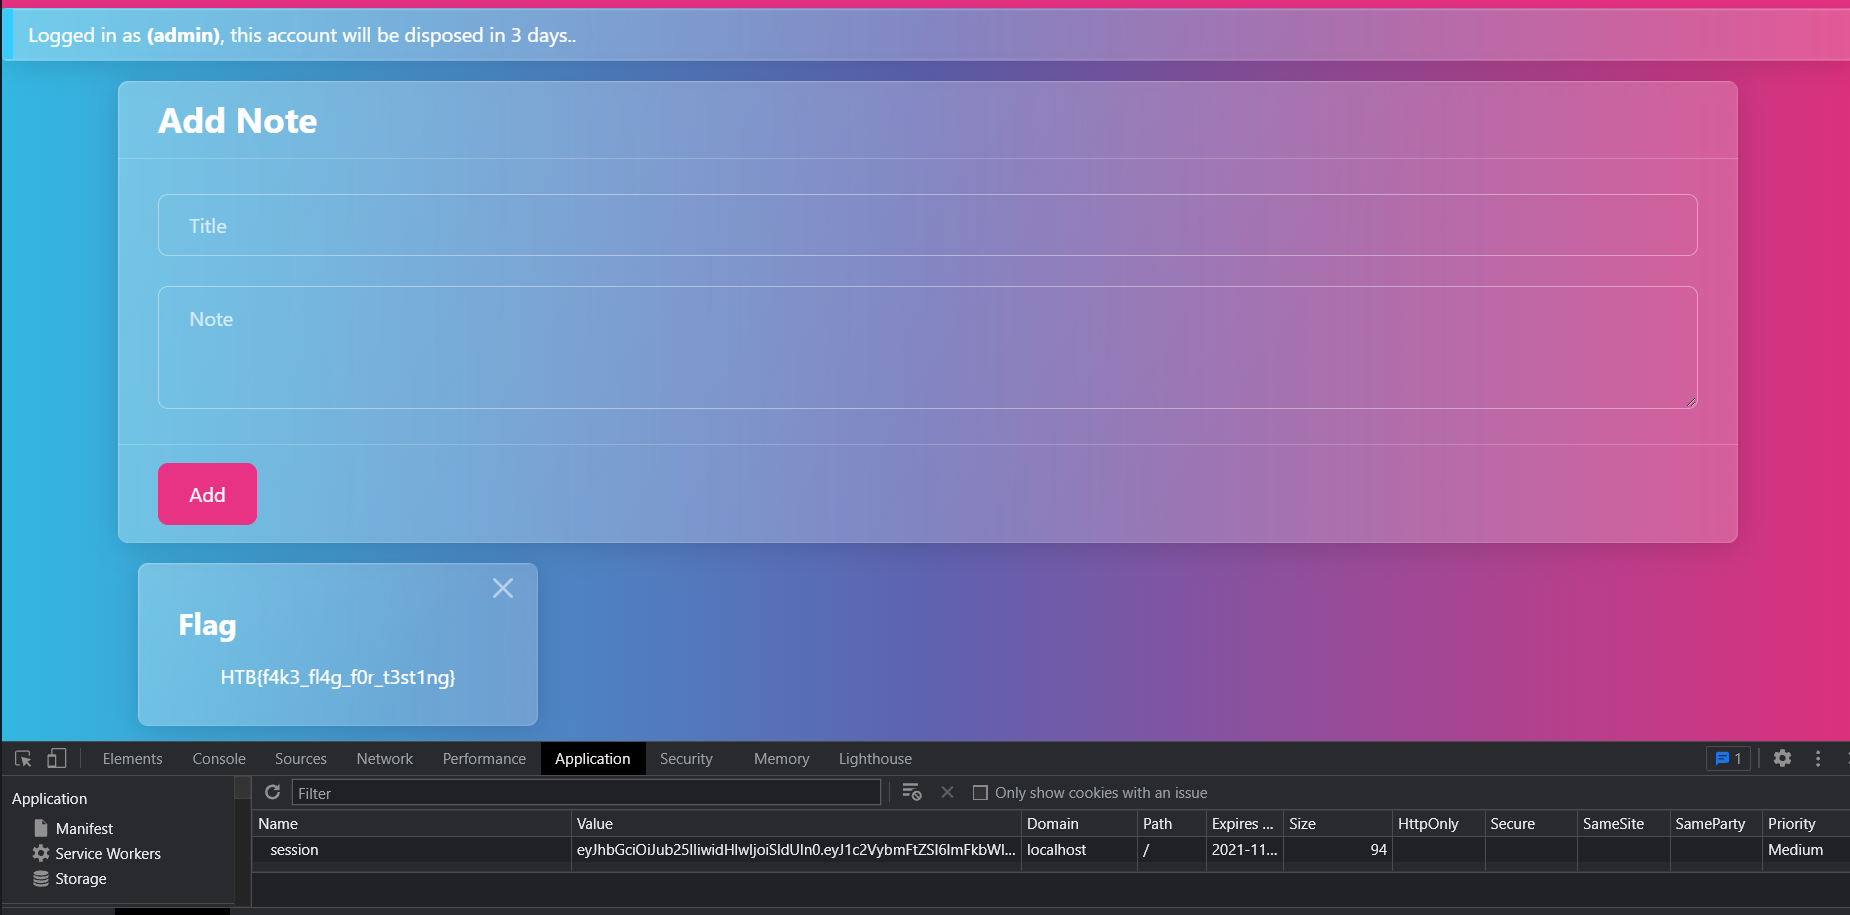 Logged in as (admin), this account will be disposed in 3 days..
Add Note
Title
Note
Add
Flag
HTB{f4k3_fl4g_f0r_t3st1ng}
Elements Console Sources Network Performance Application Security Memory Lighthouse 1
Application
Manifest
Service Workers
Storage
Filter Only show cookies with an issue
Name Value Domain Path Expires ... Size HttpOnly Secure SameSite SameParty Priority
session eyJhbGciOiJub25lIiwidHlwIjoiSldUIn0.eyJ1c2VybmFtZSI6ImFkbWl... localhost / 2021-11... 94 Medium